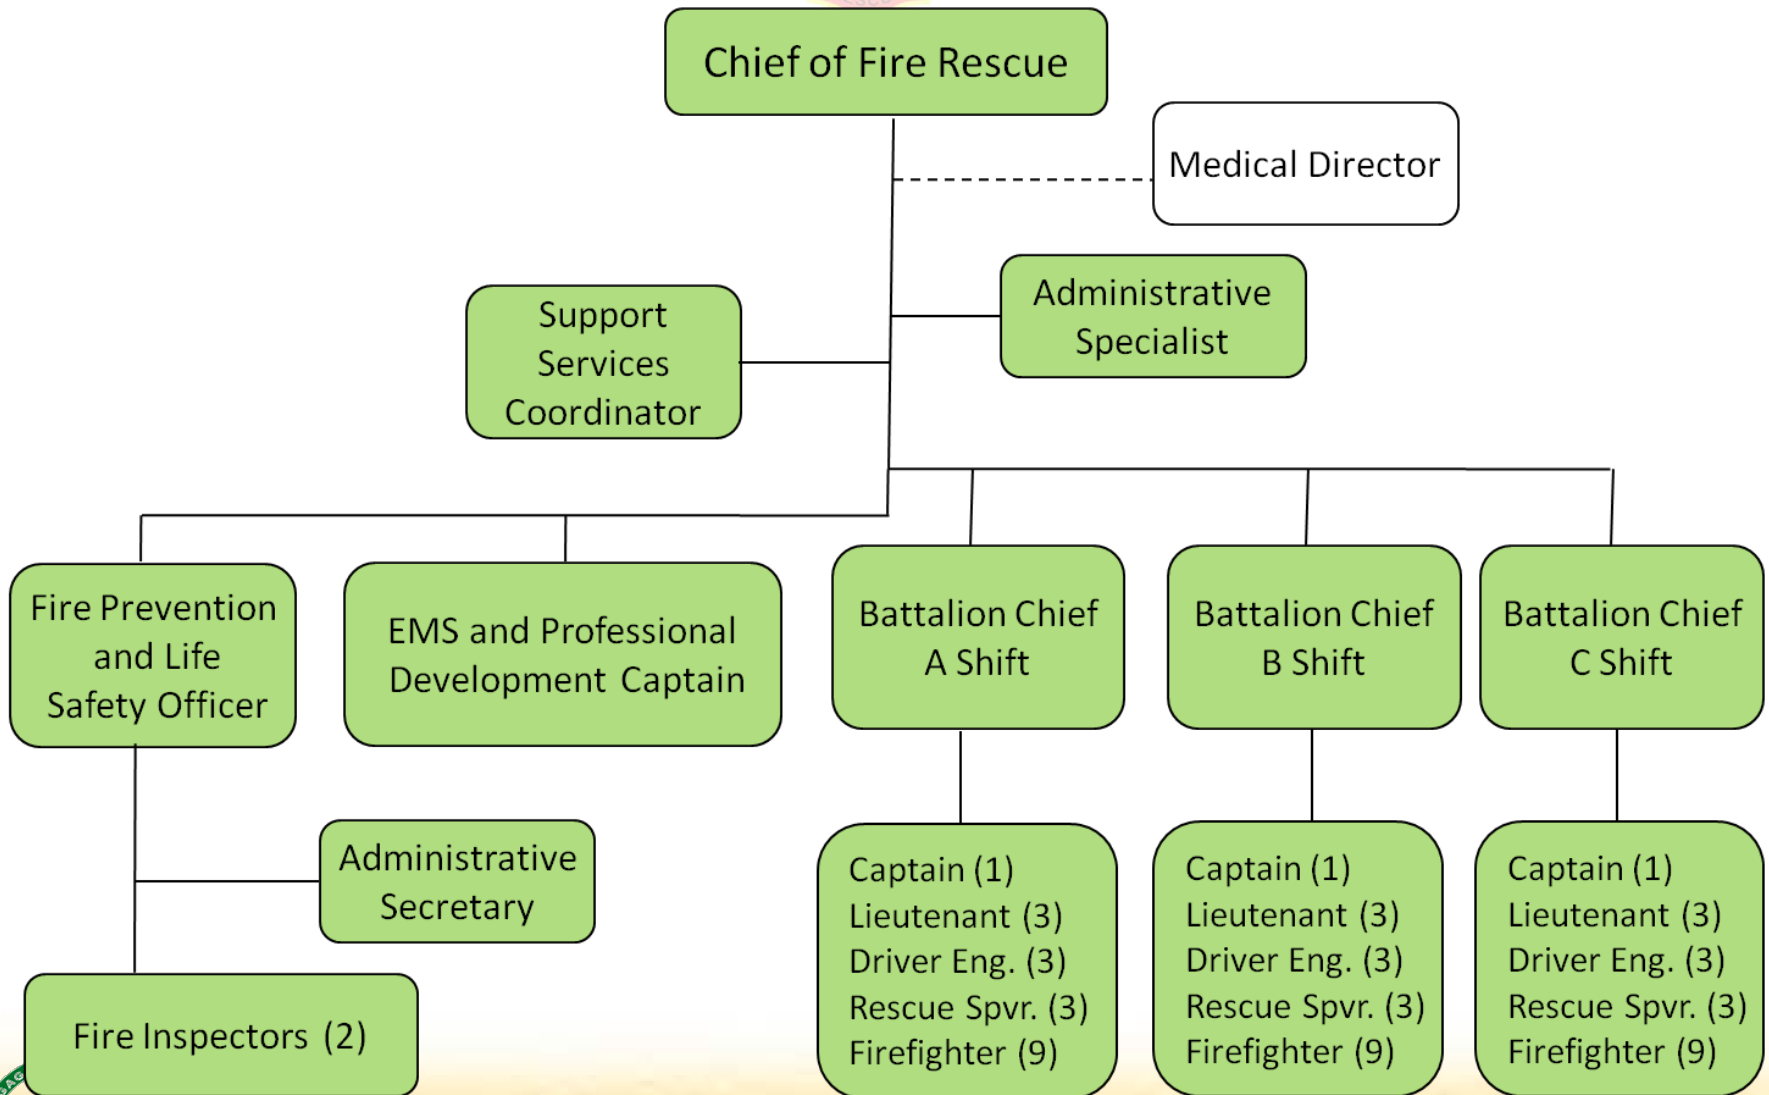 Chief of Fire Rescue
Medical Director
Administrative
Specialist
Support
Services
Coordinator
Fire Prevention
and Life
Safety Officer
EMS and Professional
Development Captain
Battalion Chief
A Shift
Battalion Chief
B Shift
Battalion Chief
C Shift
Administrative
Secretary
Fire Inspectors (2)
Captain (1)
Lieutenant (3)
Driver Eng. (3)
Rescue Spvr. (3)
Firefighter (9)
Captain (1)
Lieutenant (3)
Driver Eng. (3)
Rescue Spvr. (3)
Firefighter (9)
Captain (1)
Lieutenant (3)
Driver Eng. (3)
Rescue Spvr. (3)
Firefighter (9)